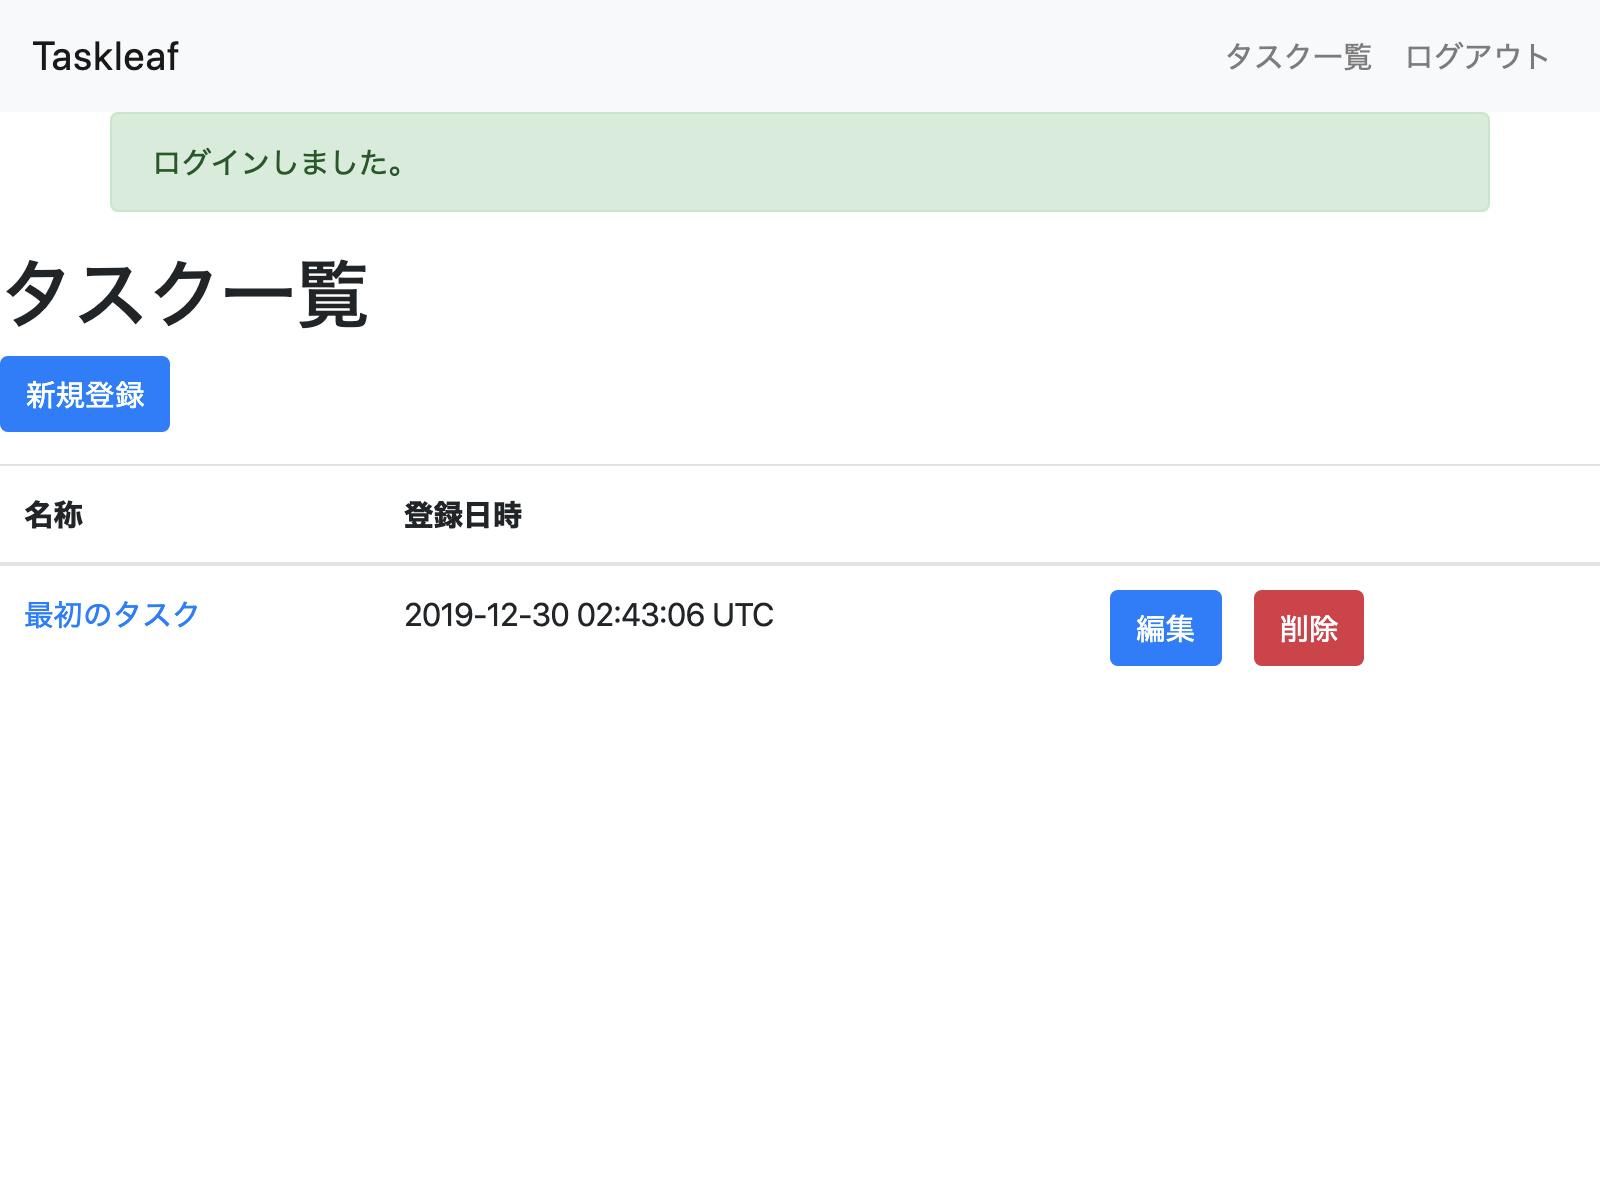 Taskleaf タスク一覧 ログアウト
ログインしました。
タスク一覧
新規登録
名称 登録日時
最初のタスク 2019-12-30 02:43:06 UTC 編集 削除